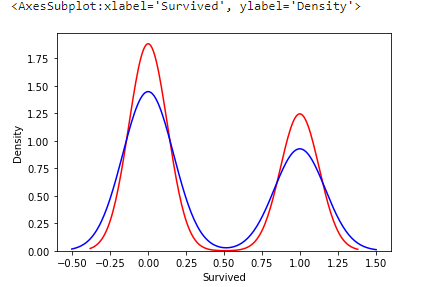 <AxesSubplot:xlabel='Survived', ylabel='Density'>
1.75
1.50
1.25
1.00
0.75
0.50
0.25
0.00
Density
−0.50 −0.25 0.00 0.25 0.50 0.75 1.00 1.25 1.50
Survived